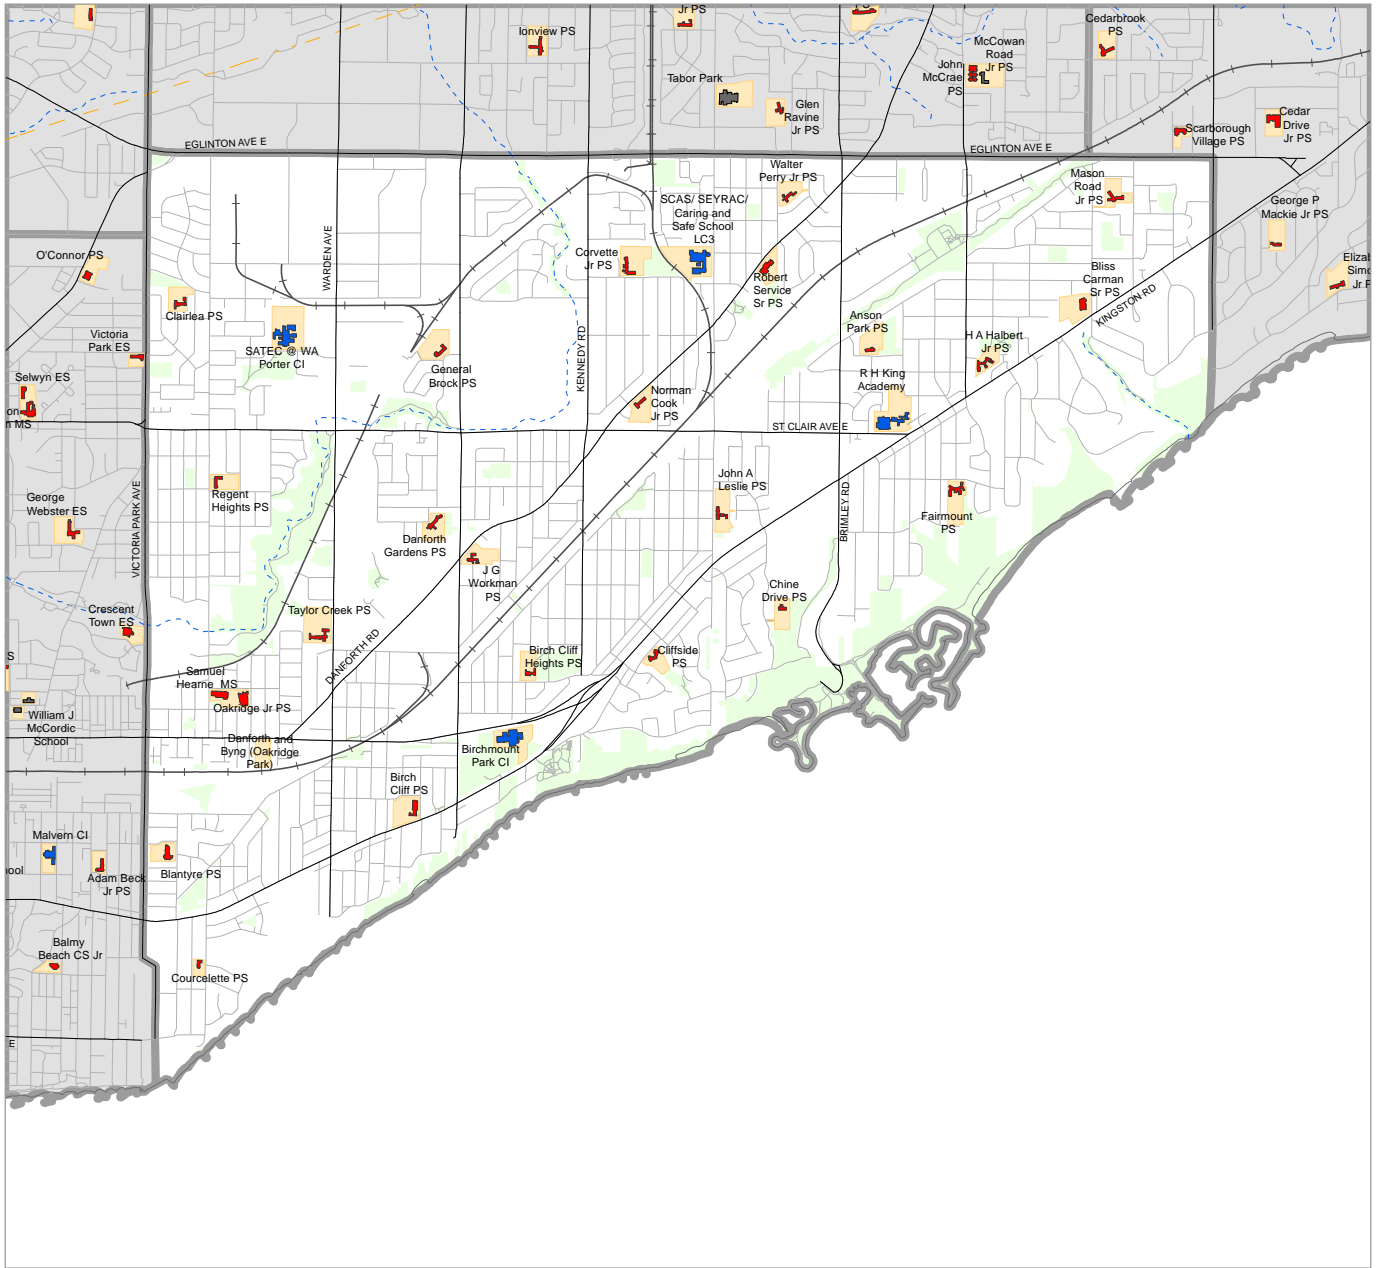 Jr PS
Ionview PS
Cedarbrook
PS
McCowan
Road
Jr PS
John
McCrae
PS
Tabor Park
Glen
Ravine
Jr PS
Scarborough
Village PS
Cedar
Drive
Jr PS
EGLINTON AVE E
EGLINTON AVE E
Walter
Perry Jr PS
Mason
Road
Jr PS
SCAS/ SEYRAC/
Caring and
Safe School
LC3
George P
Mackie Jr PS
O'Connor PS
WARDEN AVE
Corvette
Jr PS
Robert
Service
Sr PS
Bliss
Carman
Sr PS
KINGSTON RD
Elizab
Simc
Jr P
Clairlea PS
Victoria
Park ES
SATEC @ WA
Porter CI
General
Brock PS
KENNEDY RD
Anson
Park PS
H A Halbert
Jr PS
Selwyn ES
on
n MS
Norman
Cook
Jr PS
R H King
Academy
ST CLAIR AVE E
VICTORIA PARK AVE
Regent
Heights PS
George
Webster ES
John A
Leslie PS
BRIMLEY RD
Fairmount
PS
Danforth
Gardens PS
J G
Workman
PS
Chine
Drive PS
Crescent
Town ES
Taylor Creek PS
DANFORTH RD
S
Samuel
Hearne MS
Oakridge Jr PS
Birch Cliff
Heights PS
Cliffside
PS
William J
McCordic
School
Danforth and
Byng (Oakridge
Park)
Birchmount
Park CI
Birch
Cliff PS
Malvern CI
ool
Adam Beck
Jr PS
Blantyre PS
Balmy
Beach CS Jr
Courcelette PS
E